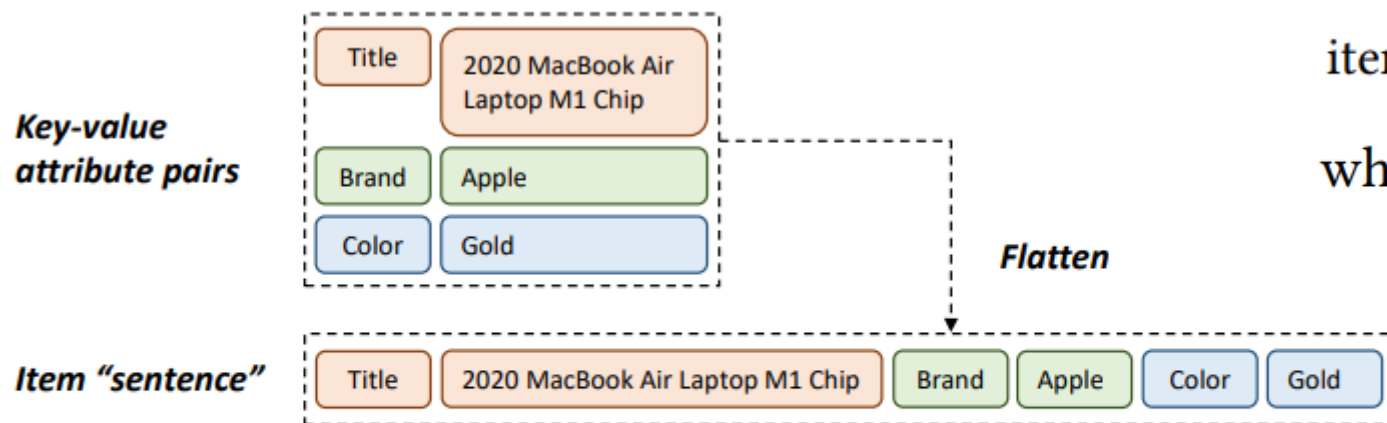 Key-value
attribute pairs
Title
2020 MacBook Air
Laptop M1 Chip
Brand
Apple
Color
Gold
Flatten
Item “sentence”
Title
2020 MacBook Air Laptop M1 Chip
Brand
Apple
Color
Gold